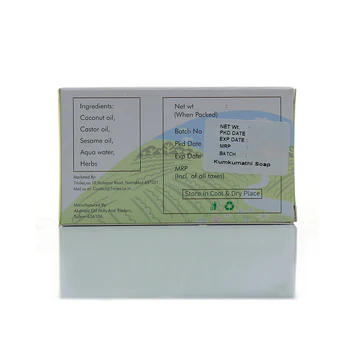 Ingredients:
Coconut oil,
Castor oil,
Sesame oil,
Aqua water,
Herbs
Marketed By:
Manufactured By:
Net wt :
(When Packed)
Batch No
Pkd Date
Exp Date
MRP
(Incl. of all taxes)
NET Wt. :
PKD DATE :
EXP DATE :
MRP :
BATCH
Kumkumathi Soap
Store in Cool & Dry Place